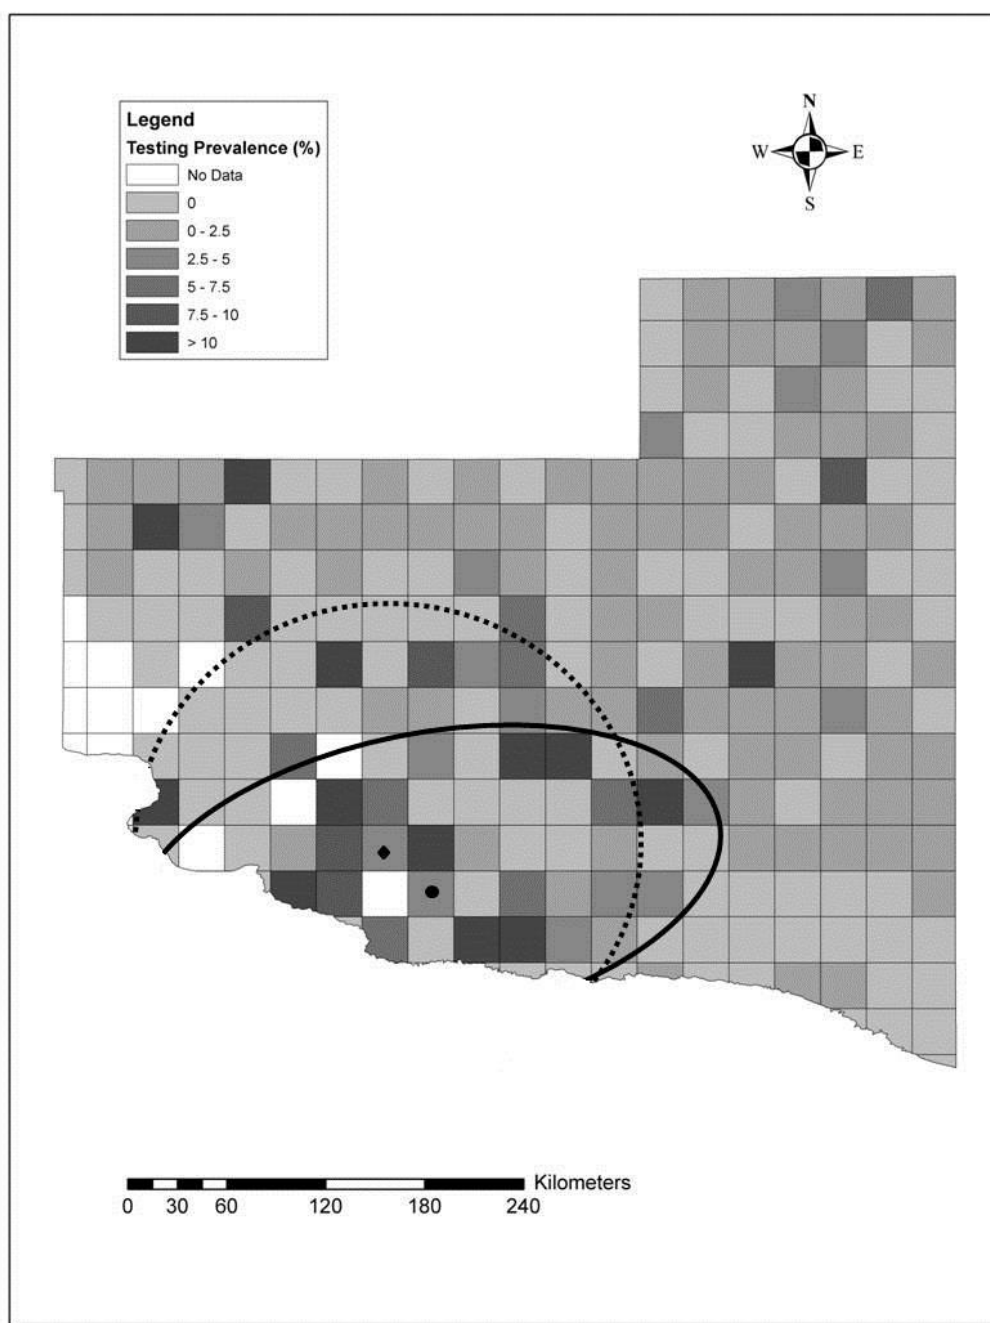 Legend
Testing Prevalence (%)
No Data
0
0 - 2.5
2.5 - 5
5 - 7.5
7.5 - 10
> 10
N
W E
S
Kilometers
0 30 60 120 180 240